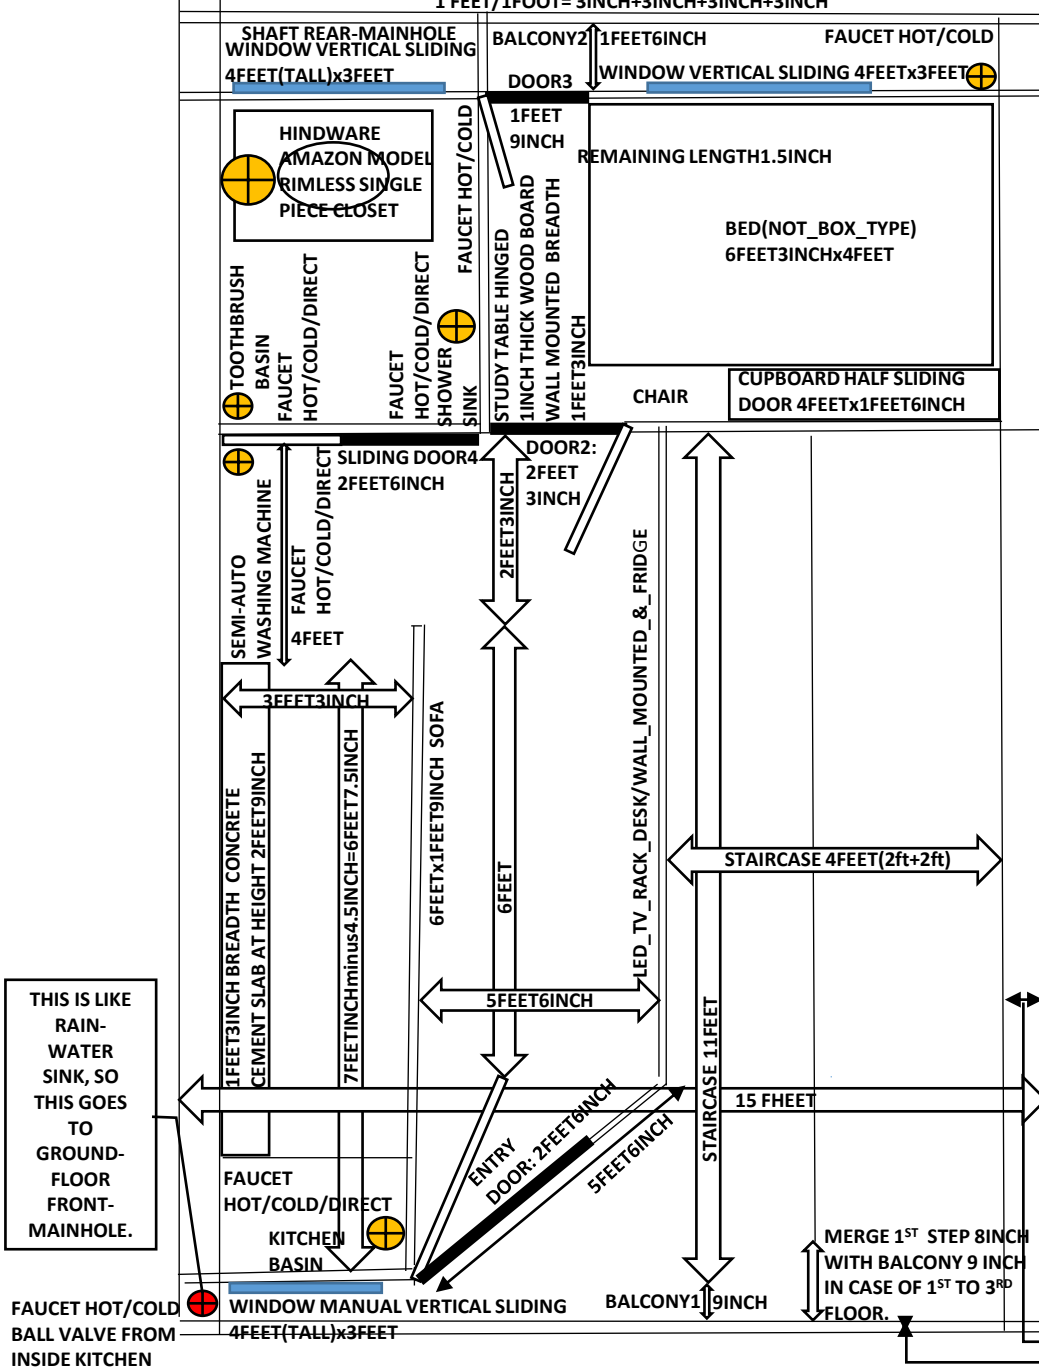 1 FEET/1FOOT= 3INCH+3INCH+3INCH+3INCH
SHAFT REAR-MAINHOLE
WINDOW VERTICAL SLIDING
4FEET(TALL)x3FEET
BALCONY2
1FEET6INCH
FAUCET HOT/COLD
WINDOW VERTICAL SLIDING 4FEETx3FEET
DOOR3
1FEET
9INCH
HINDWARE
AMAZON MODEL
RIMLESS SINGLE
PIECE CLOSET
FAUCET HOT/COLD
REMAINING LENGTH1.5INCH
BED(NOT_BOX_TYPE)
6FEET3INCHx4FEET
STUDY TABLE HINGED
1INCH THICK WOOD BOARD
WALL MOUNTED BREADTH
1FEET3INCH
TOOTHBRUSH
BASIN
FAUCET
HOT/COLD/DIRECT
FAUCET
HOT/COLD/DIRECT
SHOWER
SINK
CHAIR
CUPBOARD HALF SLIDING
DOOR 4FEETx1FEET6INCH
SLIDING DOOR4
2FEET6INCH
DOOR2:
2FEET
3INCH
2FEET3INCH
SEMI-AUTO
WASHING MACHINE
FAUCET
HOT/COLD/DIRECT
4FEET
3FEET3INCH
1FEET3INCH BREADTH CONCRETE
CEMENT SLAB AT HEIGHT 2FEET9INCH
7FEETINCHminus4.5INCH=6FEET7.5INCH
6FEETx1FEET9INCH SOFA
6FEET
LED_TV_RACK_DESK/WALL_MOUNTED_&_FRIDGE
STAIRCASE 4FEET(2ft+2ft)
5FEET6INCH
STAIRCASE 11FEET
15 FHEET
THIS IS LIKE
RAIN-
WATER
SINK, SO
THIS GOES
TO
GROUND-
FLOOR
FRONT-
MAINHOLE.
ENTRY
DOOR: 2FEET6INCH
5FEET6INCH
FAUCET
HOT/COLD/DIRECT
KITCHEN
BASIN
MERGE 1ST STEP 8INCH
WITH BALCONY 9 INCH
IN CASE OF 1ST TO 3RD
FLOOR.
BALCONY1
9INCH
WINDOW MANUAL VERTICAL SLIDING
4FEET(TALL)x3FEET
FAUCET HOT/COLD
BALL VALVE FROM
INSIDE KITCHEN